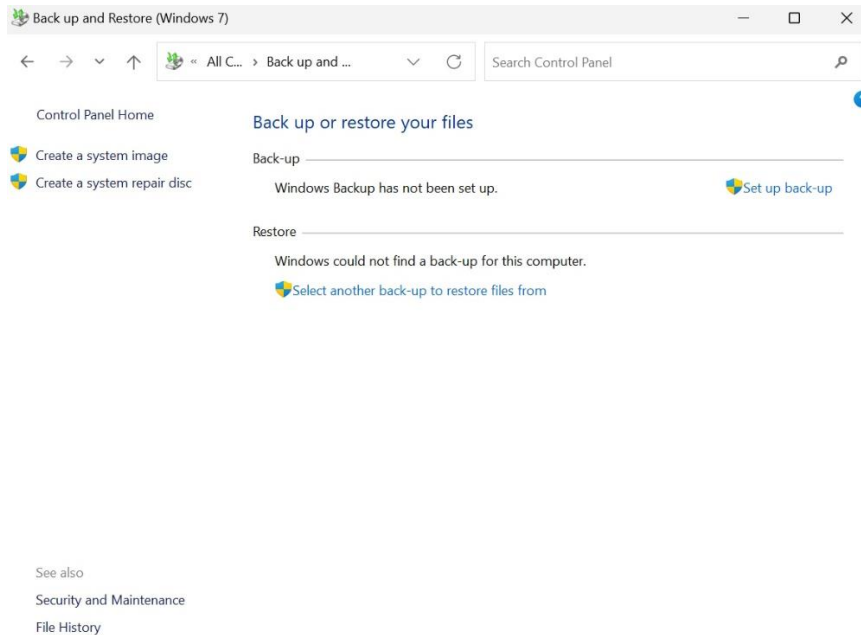 Back up and Restore (Windows 7)
« All C... › Back up and ... Search Control Panel
Control Panel Home
Back up or restore your files
Create a system image
Create a system repair disc
Back-up
Windows Backup has not been set up.
Set up back-up
Restore
Windows could not find a back-up for this computer.
Select another back-up to restore files from
See also
Security and Maintenance
File History